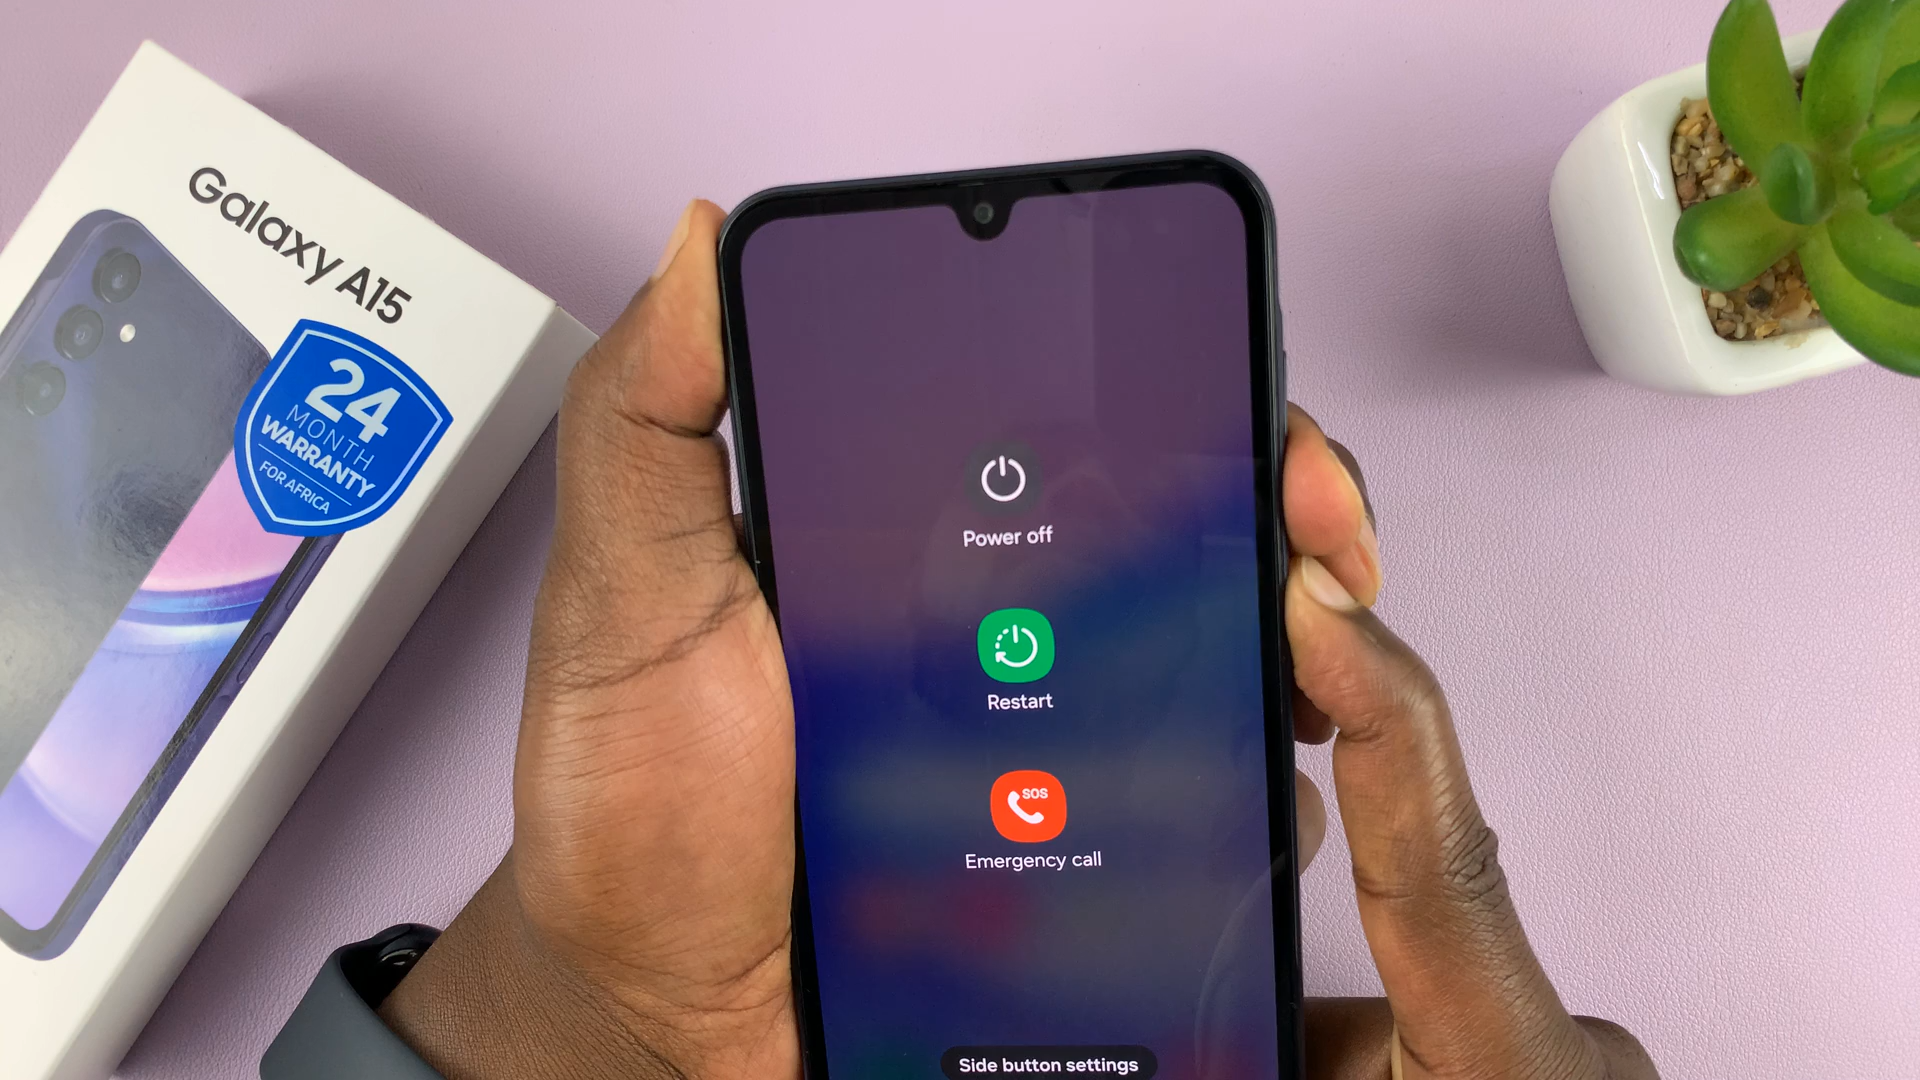 Galaxy A15
24
MONTH
WARRANTY
FOR AFRICA
Power off
Restart
SOS
Emergency call
Side button settings